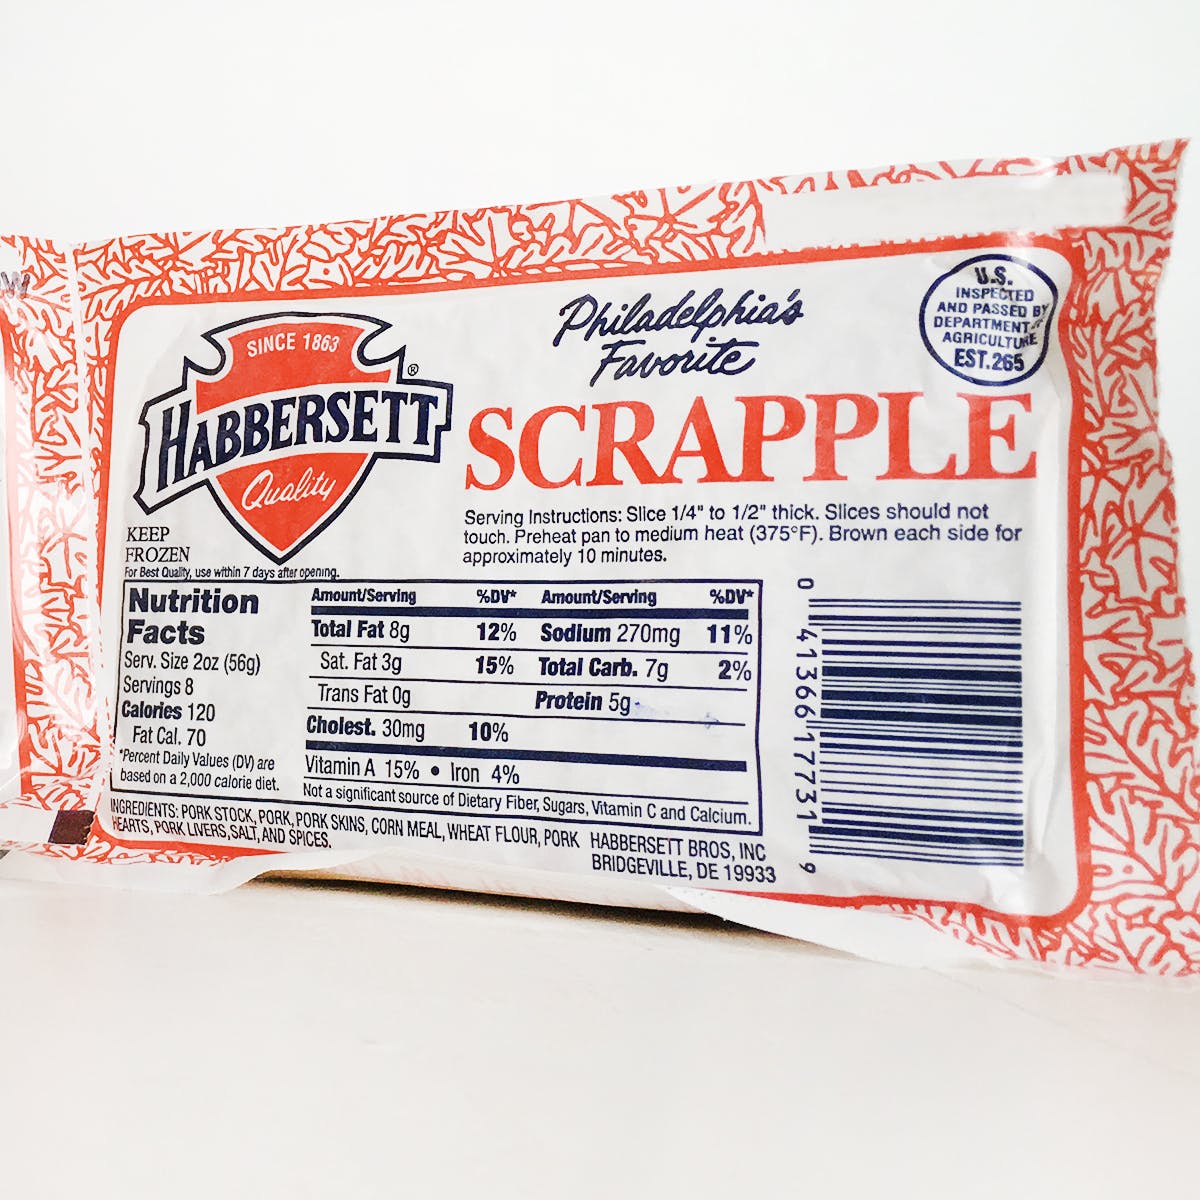 W
SINCE 1863
HABBERSETT®
Quality
Philadelphia's
Favorite
SCRAPPLE
U.S.
INSPECTED
AND PASSED BY
DEPARTMENT OF
AGRICULTURE
EST.265
Serving Instructions: Slice 1/4" to 1/2" thick. Slices should not
touch. Preheat pan to medium heat (375°F). Brown each side for
approximately 10 minutes.
KEEP
FROZEN
For Best Quality, use within 7 days after opening.
Nutrition
Facts
Serv. Size 2oz (56g)
Servings 8
Calories 120
Fat Cal. 70
*Percent Daily Values (DV) are
based on a 2,000 calorie diet.
Amount/Serving %DV* Amount/Serving %DV*
Total Fat 8g 12% Sodium 270mg 11%
Sat. Fat 3g 15% Total Carb. 7g 2%
Trans Fat 0g Protein 5g
Cholest. 30mg 10%
Vitamin A 15% • Iron 4%
Not a significant source of Dietary Fiber, Sugars, Vitamin C and Calcium.
INGREDIENTS: PORK STOCK, PORK, PORK SKINS, CORN MEAL, WHEAT FLOUR, PORK
HEARTS, PORK LIVERS, SALT, AND SPICES.
HABBERSETT BROS, INC
BRIDGEVILLE, DE 19933
0 41366 17731 9